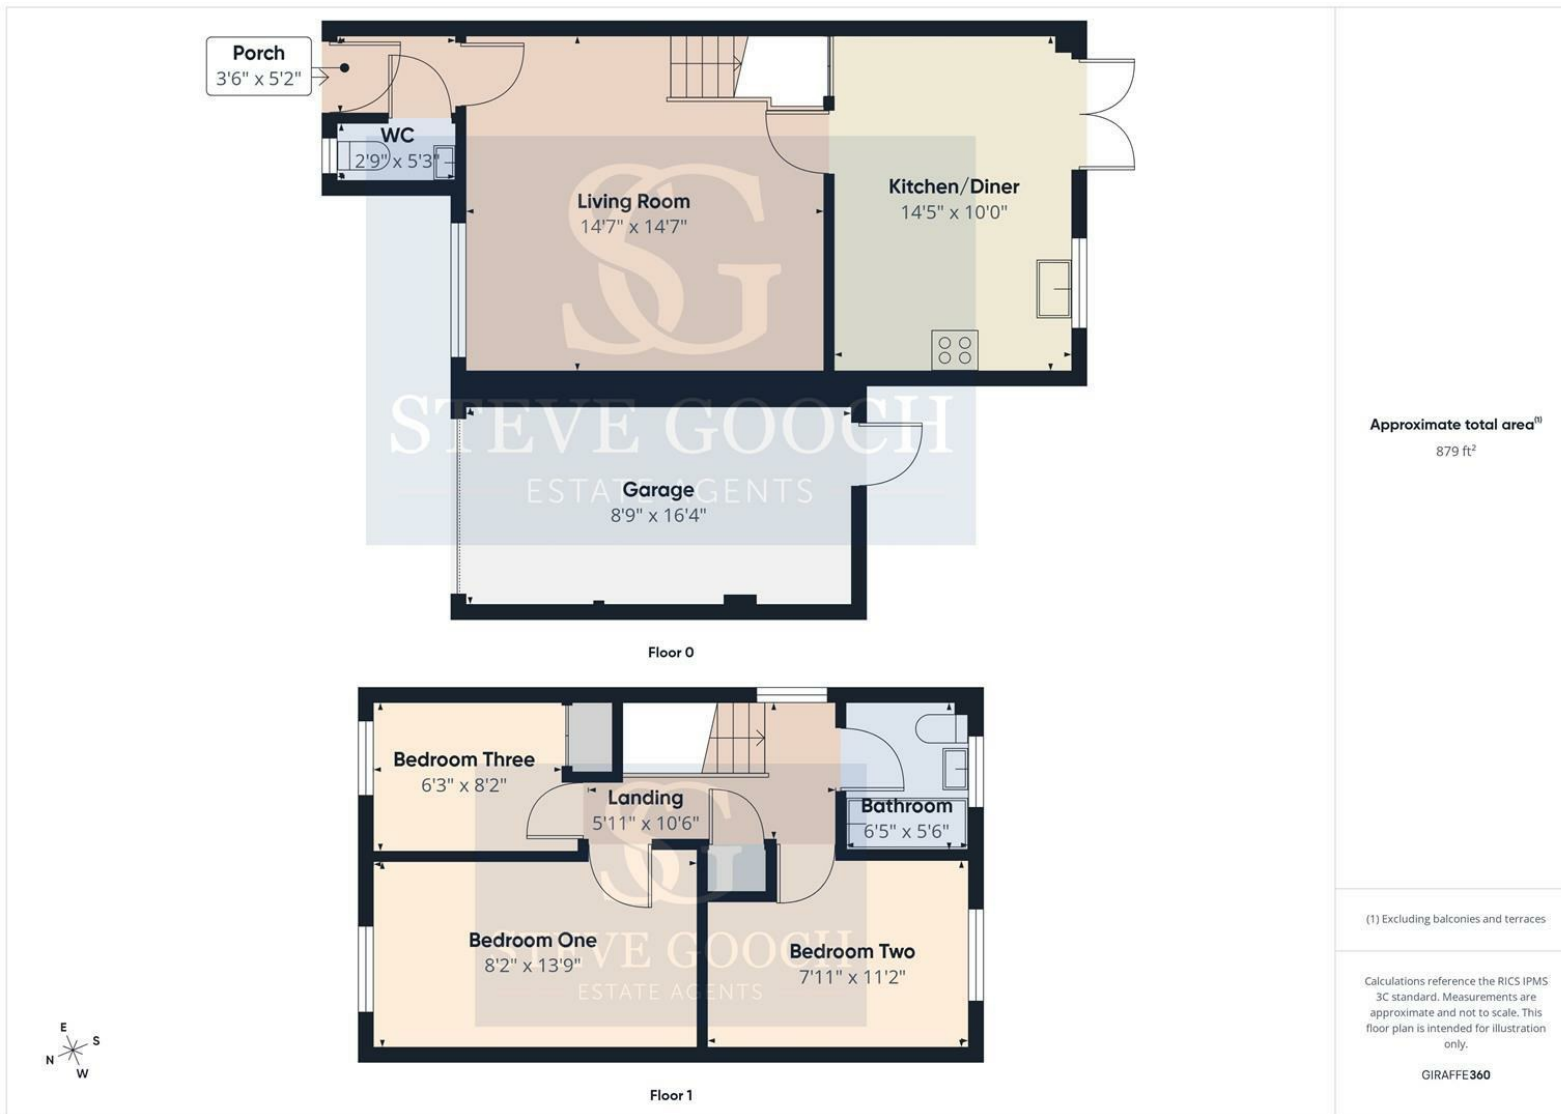 Porch
3'6" x 5'2"
WC
2'9" x 5'3"
Living Room
14'7" x 14'7"
Kitchen/Diner
14'5" x 10'0"
SG
STEVE GOOCH
ESTATE AGENTS
Garage
8'9" x 16'4"
Floor 0
Approximate total area(1)
879 ft²
Bedroom Three
6'3" x 8'2"
Landing
5'11" x 10'6"
Bathroom
6'5" x 5'6"
SG
STEVE GOOCH
ESTATE AGENTS
Bedroom One
8'2" x 13'9"
Bedroom Two
7'11" x 11'2"
Floor 1
E
S
N
W
(1) Excluding balconies and terraces
Calculations reference the RICS IPMS
3C standard. Measurements are
approximate and not to scale. This
floor plan is intended for illustration
only.
GIRAFFE360